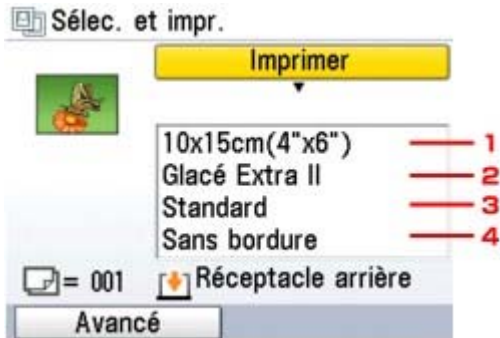 Sélec. et impr.
Imprimer
10x15cm(4"x6") 1
Glacé Extra II 2
Standard 3
Sans bordure 4
= 001 Réceptacle arrière
Avancé